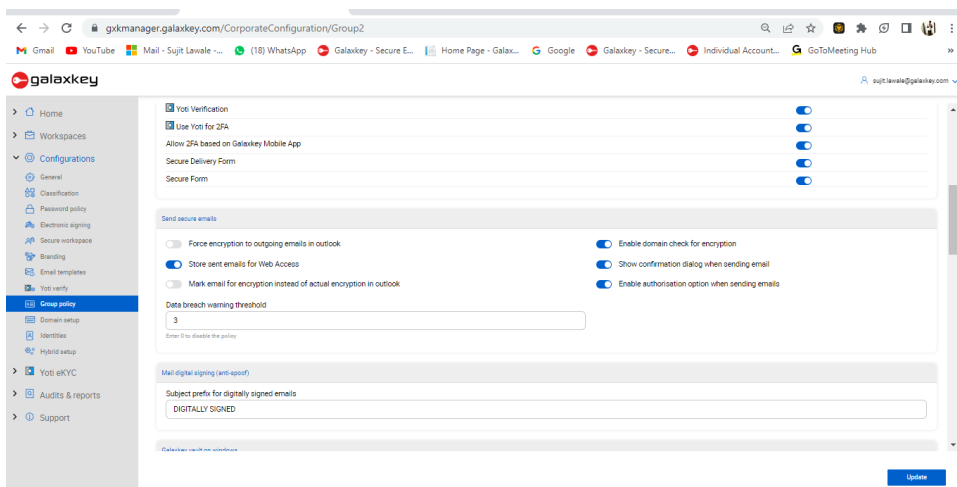 gxkmanager.galaxkey.com/CorporateConfiguration/Group2
Gmail YouTube Mail - Sujit Lawale -... (18) WhatsApp Galaxkey - Secure E... Home Page - Galax... Google Galaxkey - Secure... Individual Account... GoToMeeting Hub »
galaxkey sujit.lawale@galaxkey.com
Home
Workspaces
Configurations
General
Classification
Password policy
Electronic signing
Secure workspace
Branding
Email templates
Yoti verify
Group policy
Domain setup
Identities
Hybrid setup
Yoti eKYC
Audits & reports
Support
Yoti Verification
Use Yoti for 2FA
Allow 2FA based on Galaxkey Mobile App
Secure Delivery Form
Secure Form
Send secure emails
Force encryption to outgoing emails in outlook Enable domain check for encryption
Store sent emails for Web Access Show confirmation dialog when sending email
Mark email for encryption instead of actual encryption in outlook Enable authorisation option when sending emails
Data breach warning threshold
3
Enter 0 to disable the policy
Mail digital signing (anti-spoof)
Subject prefix for digitally signed emails
DIGITALLY SIGNED
Galaxkey vault on windows
Update